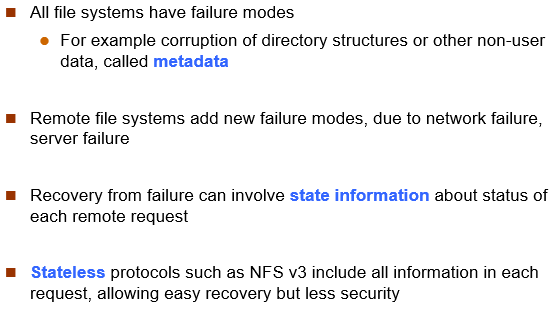 All file systems have failure modes
For example corruption of directory structures or other non-user
data, called metadata
Remote file systems add new failure modes, due to network failure,
server failure
Recovery from failure can involve state information about status of
each remote request
Stateless protocols such as NFS v3 include all information in each
request, allowing easy recovery but less security